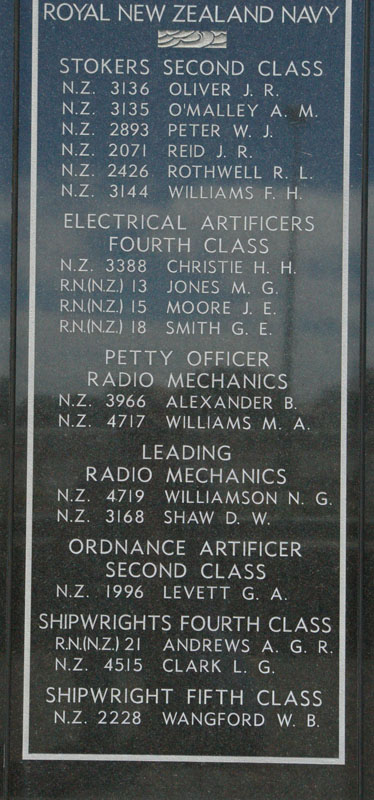 ROYAL NEW ZEALAND NAVY
STOKERS SECOND CLASS
N.Z. 3136 OLIVER J. R.
N.Z. 3135 O'MALLEY A. M.
N.Z. 2893 PETER W. J.
N.Z. 2071 REID J. R.
N.Z. 2426 ROTHWELL R. L.
N.Z. 3144 WILLIAMS F. H.
ELECTRICAL ARTIFICERS
FOURTH CLASS
N.Z. 3388 CHRISTIE H. H.
R.N.(N.Z.) 13 JONES M. G.
R.N.(N.Z.) 15 MOORE J. E.
R.N.(N.Z.) 18 SMITH G. E.
PETTY OFFICER
RADIO MECHANICS
N.Z. 3966 ALEXANDER B.
N.Z. 4717 WILLIAMS M. A.
LEADING
RADIO MECHANICS
N.Z. 4719 WILLIAMSON N. G.
N.Z. 3168 SHAW D. W.
ORDNANCE ARTIFICER
SECOND CLASS
N.Z. 1996 LEVETT G. A.
SHIPWRIGHTS FOURTH CLASS
R.N.(N.Z.) 21 ANDREWS A. G. R.
N.Z. 4515 CLARK L. G.
SHIPWRIGHT FIFTH CLASS
N.Z. 2228 WANGFORD W. B.